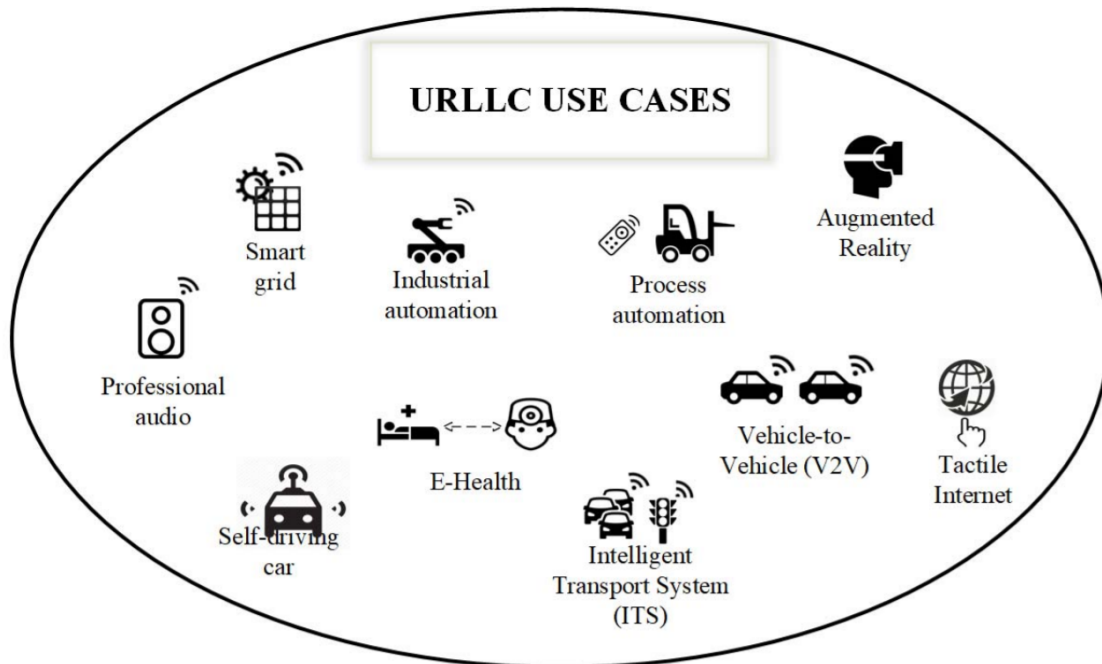 URLLC USE CASES
Smart
grid
Industrial
automation
Process
automation
Augmented
Reality
Professional
audio
E-Health
Vehicle-to-
Vehicle (V2V)
Tactile
Internet
Self-driving
car
Intelligent
Transport System
(ITS)